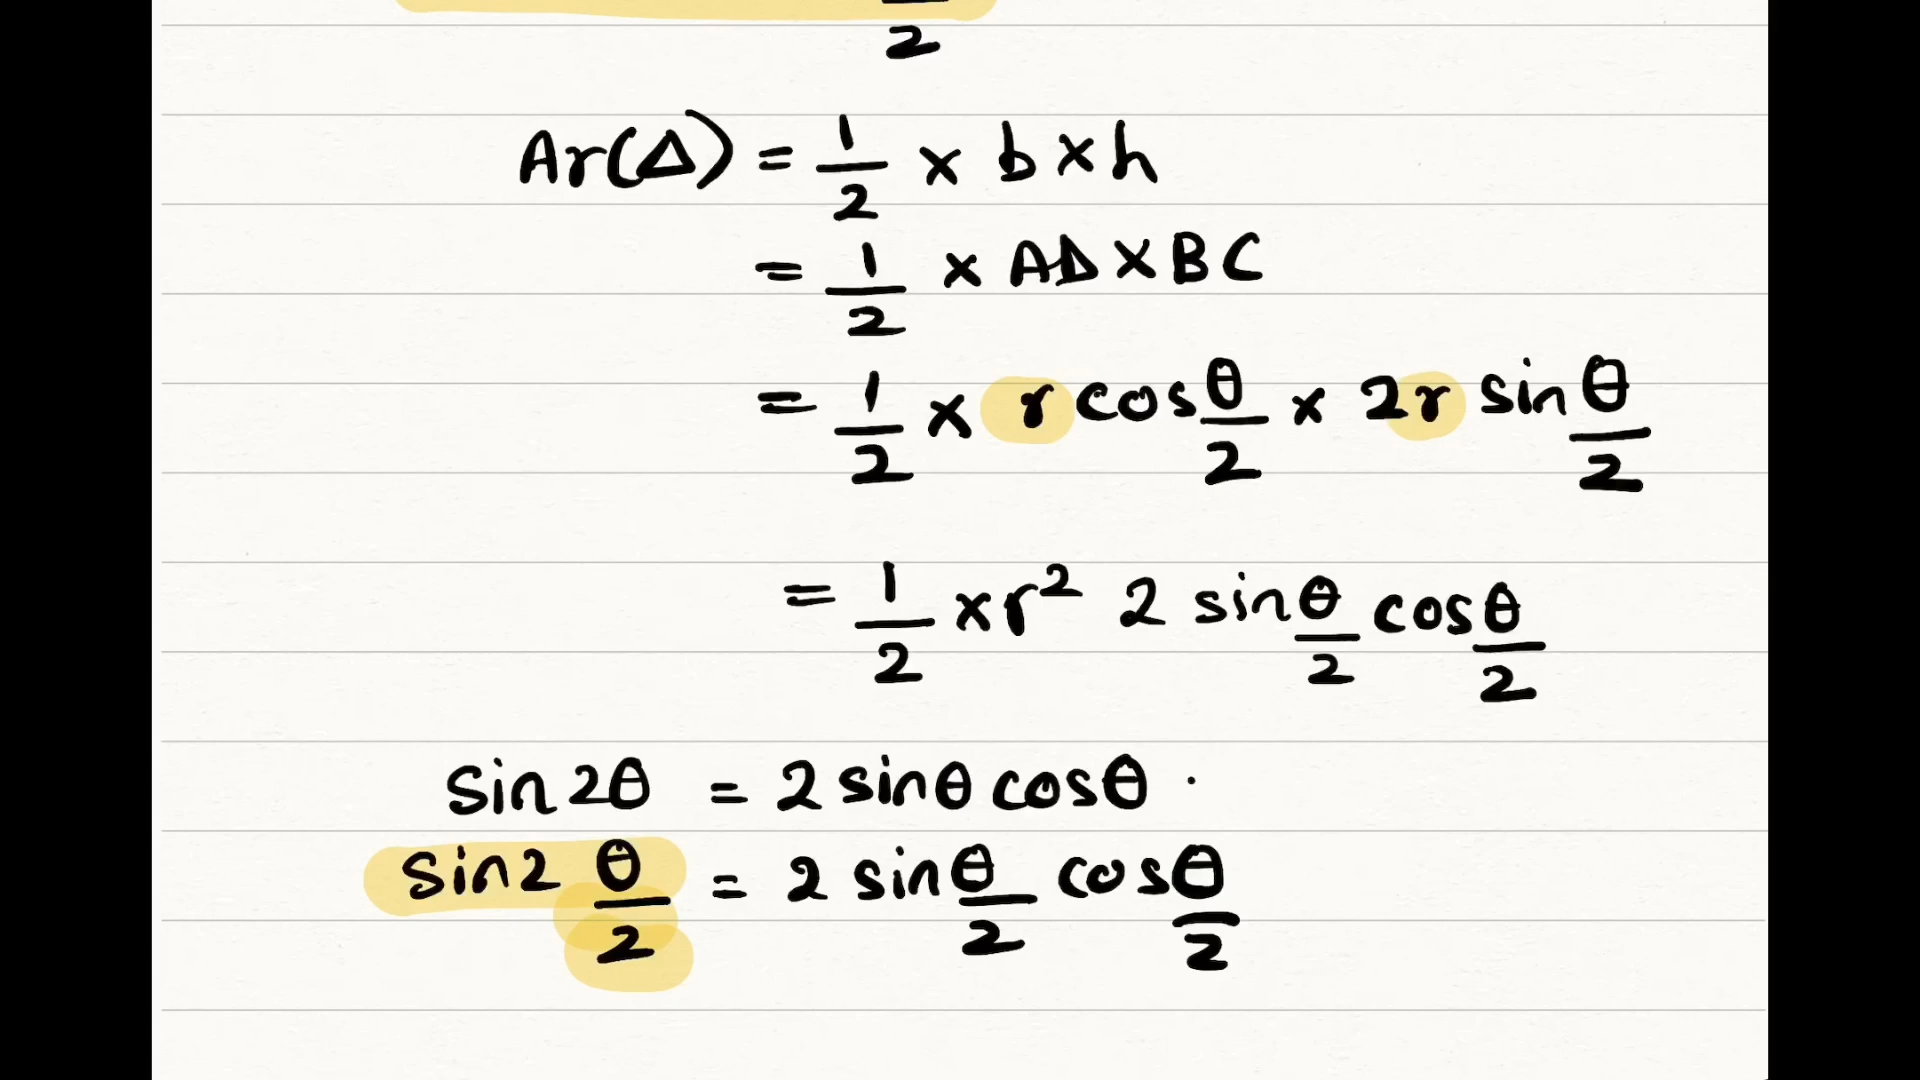 2
Ar(Δ) = 1/2 × b × h
= 1/2 × AD × BC
= 1/2 × r cos θ/2 × 2r sin θ/2
= 1/2 × r² 2 sin θ/2 cos θ/2
sin 2θ = 2 sin θ cos θ .
sin 2 θ/2 = 2 sin θ/2 cos θ/2